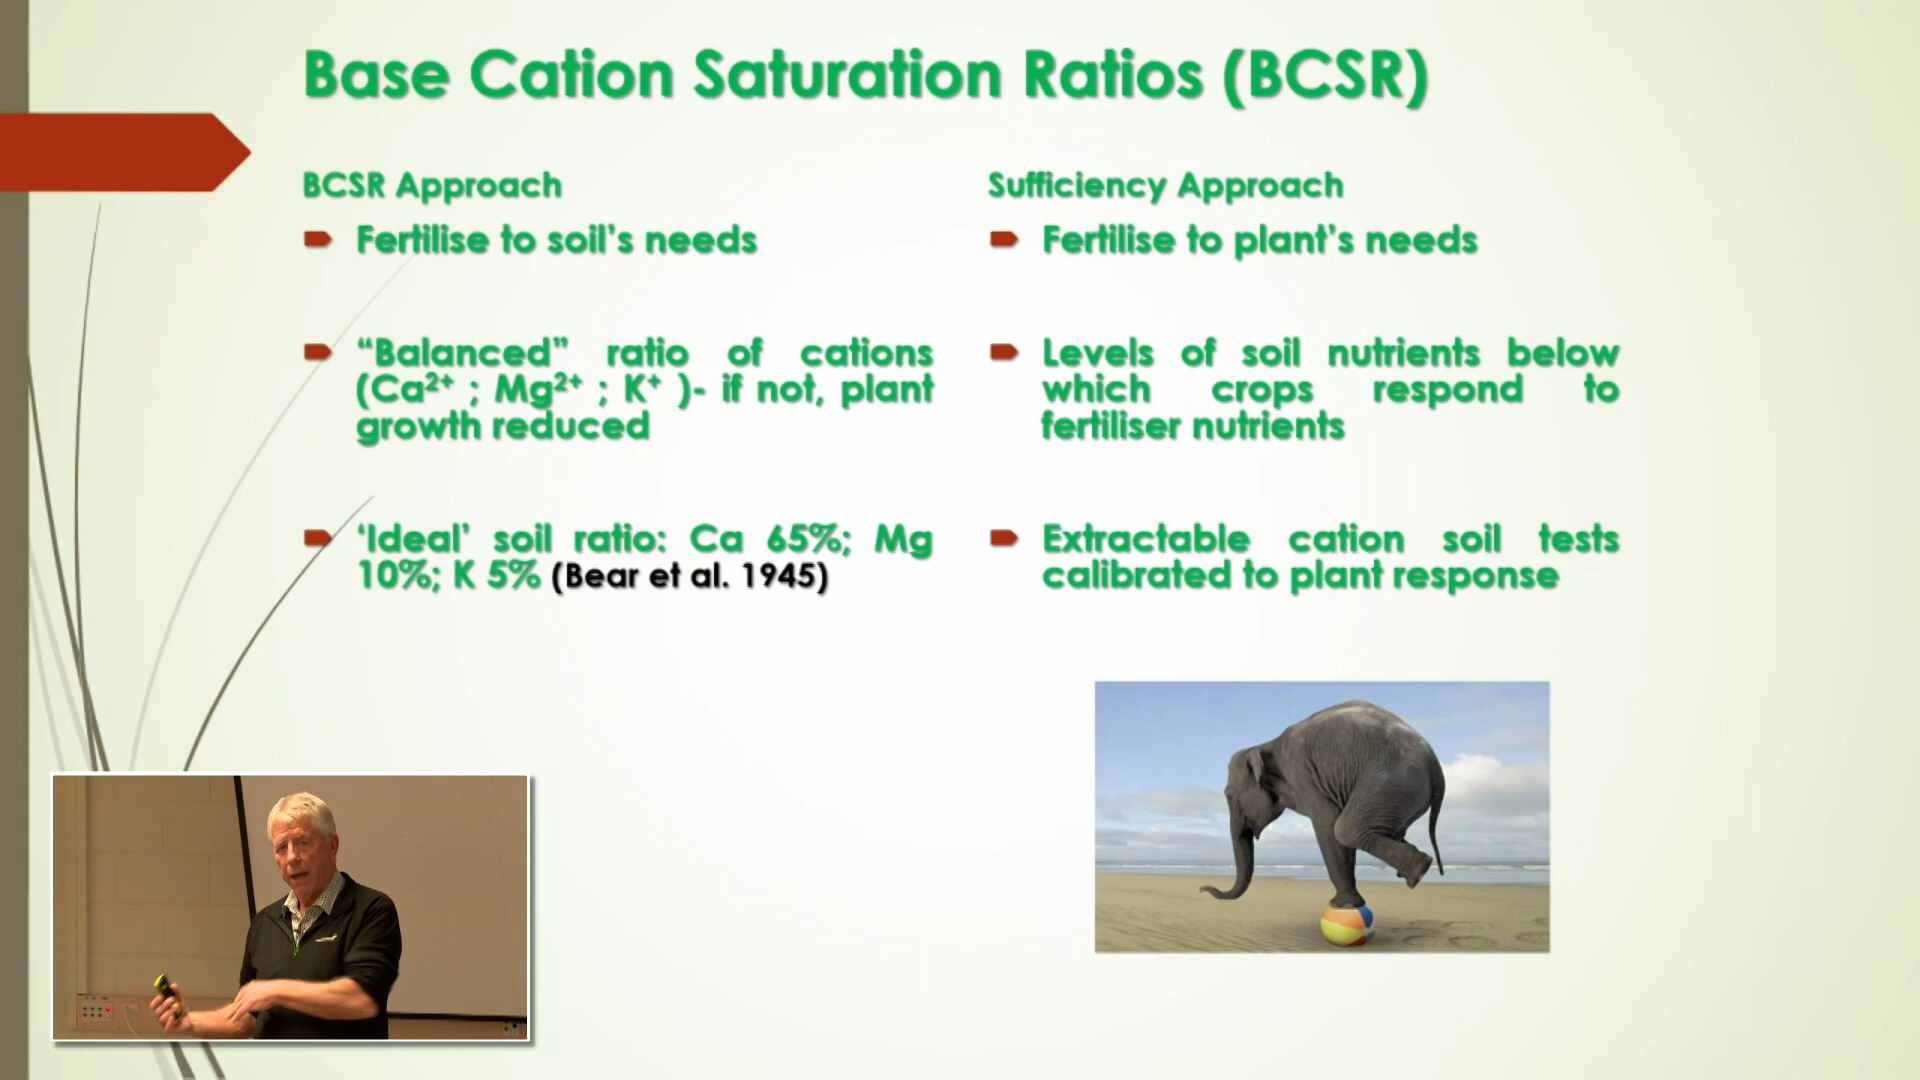 Base Cation Saturation Ratios (BCSR)
BCSR Approach
Fertilise to soil's needs
“Balanced” ratio of cations
(Ca²⁺ ; Mg²⁺ ; K⁺ )- if not, plant
growth reduced
‘Ideal’ soil ratio: Ca 65%; Mg
10%; K 5% (Bear et al. 1945)
Sufficiency Approach
Fertilise to plant's needs
Levels of soil nutrients below
which crops respond to
fertiliser nutrients
Extractable cation soil tests
calibrated to plant response